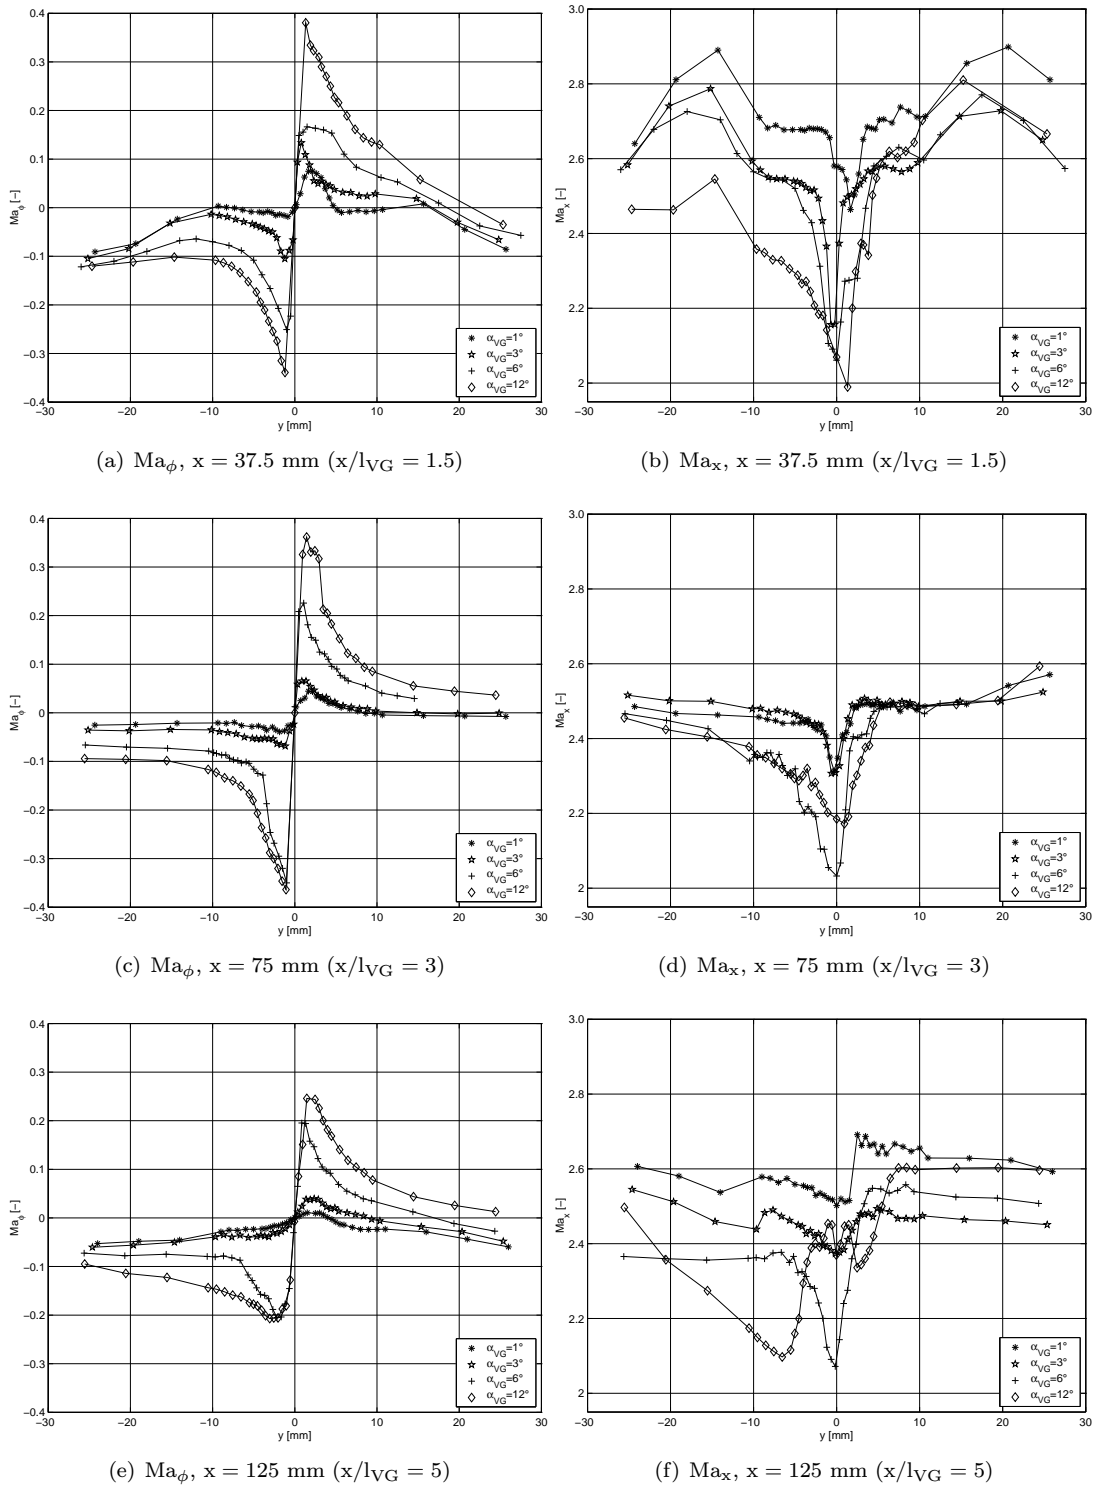 0.4
0.3
0.2
0.1
0
−0.1
−0.2
−0.3
−0.4
Ma_ϕ [−]
−30 −20 −10 0 10 20 30
y [mm]
α_VG=1°
α_VG=3°
α_VG=6°
α_VG=12°
3.0
2.8
2.6
2.4
2.2
2
Ma_x [−]
−30 −20 −10 0 10 20 30
y [mm]
α_VG=1°
α_VG=3°
α_VG=6°
α_VG=12°
(a) Ma_ϕ, x = 37.5 mm (x/l_VG = 1.5)
(b) Ma_x, x = 37.5 mm (x/l_VG = 1.5)
0.4
0.3
0.2
0.1
0
−0.1
−0.2
−0.3
−0.4
Ma_ϕ [−]
−30 −20 −10 0 10 20 30
y [mm]
α_VG=1°
α_VG=3°
α_VG=6°
α_VG=12°
3.0
2.8
2.6
2.4
2.2
2
Ma_x [−]
−30 −20 −10 0 10 20 30
y [mm]
α_VG=1°
α_VG=3°
α_VG=6°
α_VG=12°
(c) Ma_ϕ, x = 75 mm (x/l_VG = 3)
(d) Ma_x, x = 75 mm (x/l_VG = 3)
0.4
0.3
0.2
0.1
0
−0.1
−0.2
−0.3
−0.4
Ma_ϕ [−]
−30 −20 −10 0 10 20 30
y [mm]
α_VG=1°
α_VG=3°
α_VG=6°
α_VG=12°
3.0
2.8
2.6
2.4
2.2
2
Ma_x [−]
−30 −20 −10 0 10 20 30
y [mm]
α_VG=1°
α_VG=3°
α_VG=6°
α_VG=12°
(e) Ma_ϕ, x = 125 mm (x/l_VG = 5)
(f) Ma_x, x = 125 mm (x/l_VG = 5)